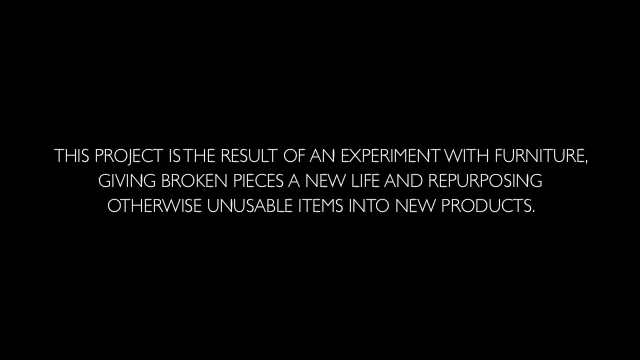 THIS PROJECT IS THE RESULT OF AN EXPERIMENT WITH FURNITURE,
GIVING BROKEN PIECES A NEW LIFE AND REPURPOSING
OTHERWISE UNUSABLE ITEMS INTO NEW PRODUCTS.